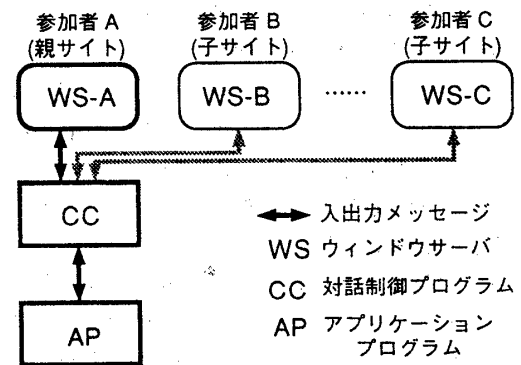 参加者 A
(親サイト)
参加者 B
(子サイト)
参加者 C
(子サイト)
WS-A
WS-B
……
WS-C
CC
AP
入出力メッセージ
WS ウィンドウサーバ
CC 対話制御プログラム
AP アプリケーション
プログラム